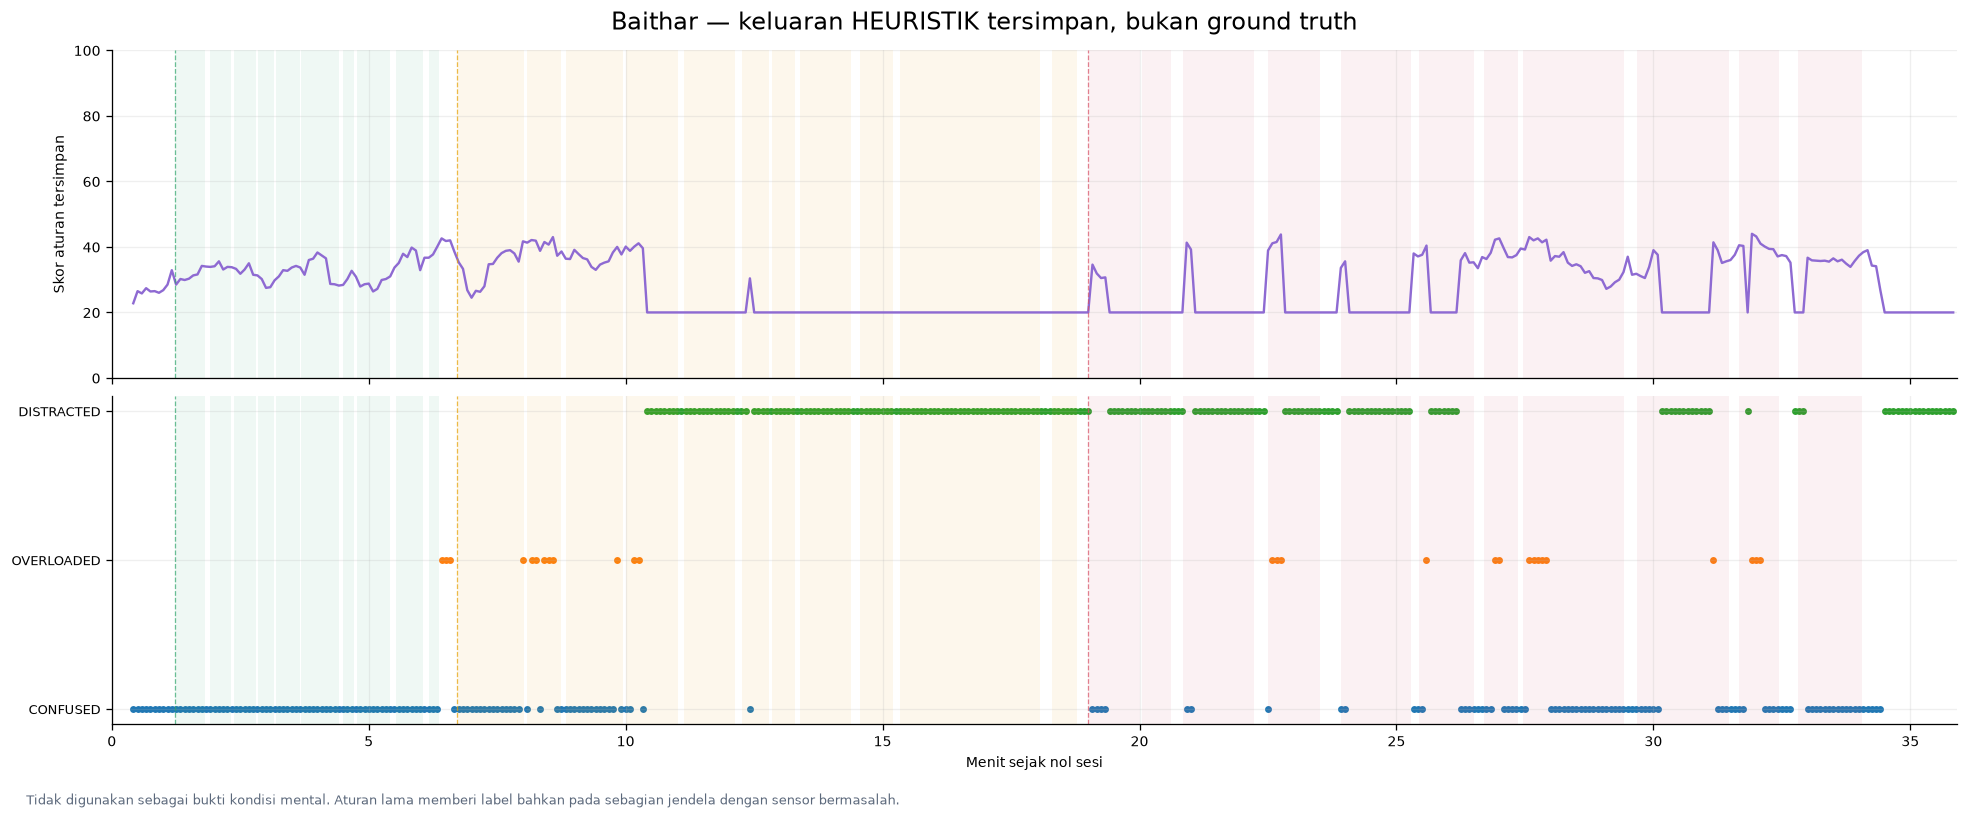 Baithar — keluaran HEURISTIK tersimpan, bukan ground truth
Skor aturan tersimpan
100
80
60
40
20
0
DISTRACTED
OVERLOADED
CONFUSED
0 5 10 15 20 25 30 35
Menit sejak nol sesi
Tidak digunakan sebagai bukti kondisi mental. Aturan lama memberi label bahkan pada sebagian jendela dengan sensor bermasalah.